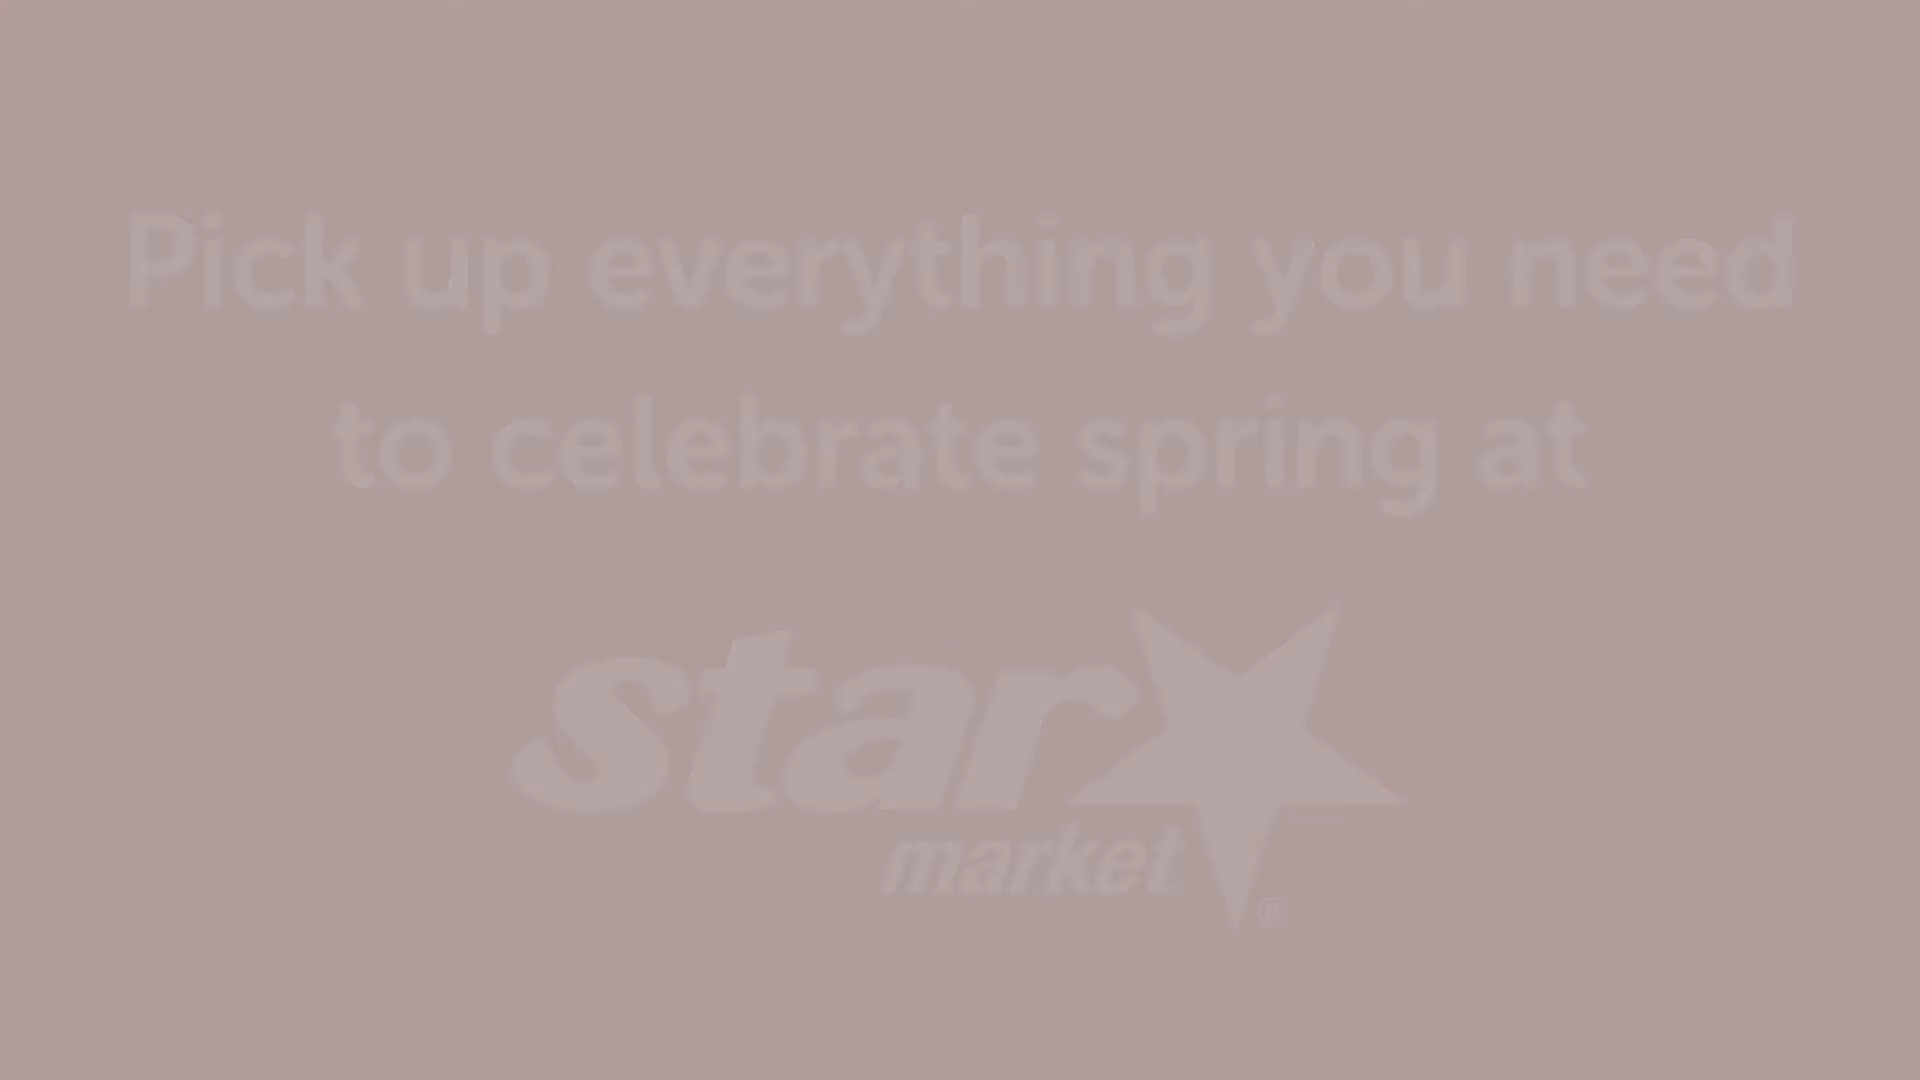 Pick up everything you need
to celebrate spring at
star
market
®